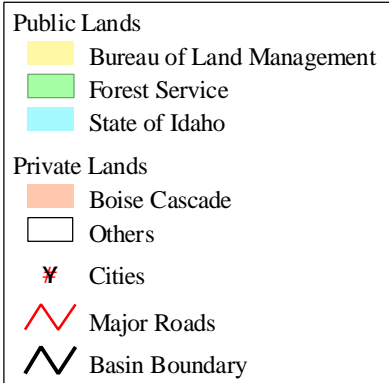 Public Lands
Bureau of Land Management
Forest Service
State of Idaho
Private Lands
Boise Cascade
Others
Cities
Major Roads
Basin Boundary